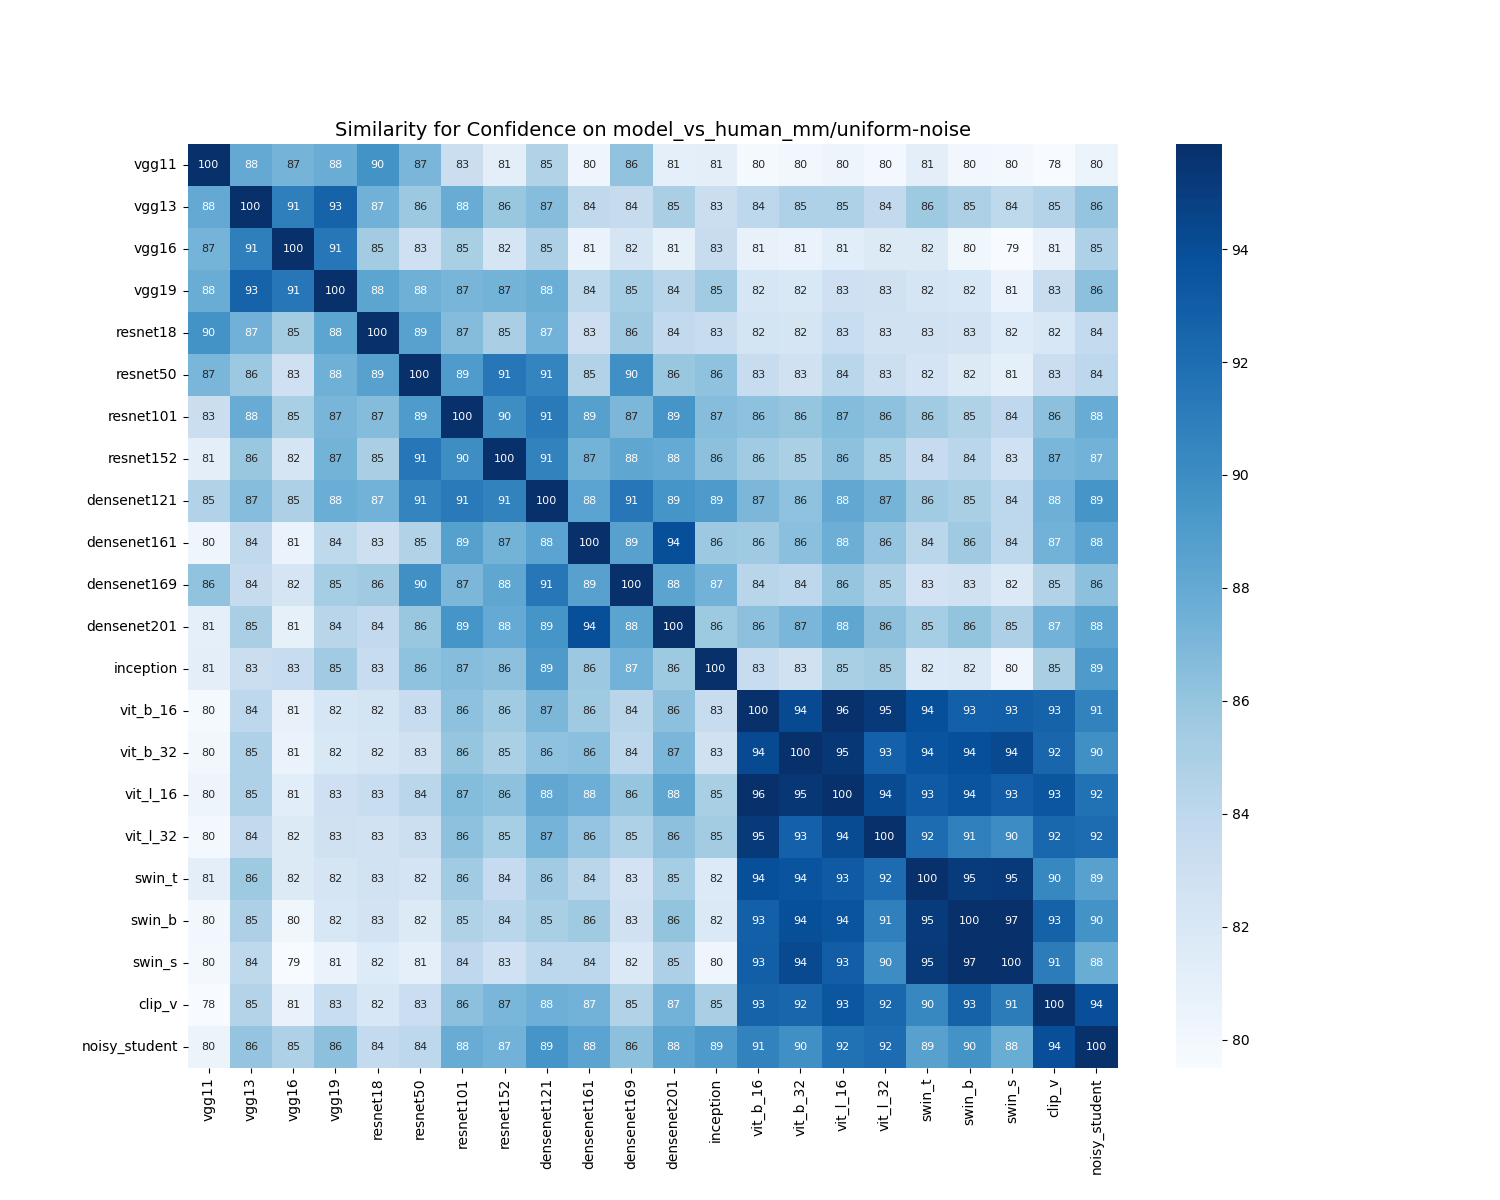 Similarity for Confidence on model_vs_human_mm/uniform-noise
vgg11 100 88 87 88 90 87 83 81 85 80 86 81 81 80 80 80 80 81 80 80 78 80
vgg13 88 100 91 93 87 86 88 86 87 84 84 85 83 84 85 85 84 86 85 84 85 86
vgg16 87 91 100 91 85 83 85 82 85 81 82 81 83 81 81 81 82 82 80 79 81 85
94
vgg19 88 93 91 100 88 88 87 87 88 84 85 84 85 82 82 83 83 82 82 81 83 86
resnet18 90 87 85 88 100 89 87 85 87 83 86 84 83 82 82 83 83 83 83 82 82 84
92
resnet50 87 86 83 88 89 100 89 91 91 85 90 86 86 83 83 84 83 82 82 81 83 84
resnet101 83 88 85 87 87 89 100 90 91 89 87 89 87 86 86 87 86 86 85 84 86 88
resnet152 81 86 82 87 85 91 90 100 91 87 88 88 86 86 85 86 85 84 84 83 87 87
90
densenet121 85 87 85 88 87 91 91 91 100 88 91 89 89 87 86 88 87 86 85 84 88 89
densenet161 80 84 81 84 83 85 89 87 88 100 89 94 86 86 86 88 86 84 86 84 87 88
densenet169 86 84 82 85 86 90 87 88 91 89 100 88 87 84 84 86 85 83 83 82 85 86
88
densenet201 81 85 81 84 84 86 89 88 89 94 88 100 86 86 87 88 86 85 86 85 87 88
inception 81 83 83 85 83 86 87 86 89 86 87 86 100 83 83 85 85 82 82 80 85 89
86
vit_b_16 80 84 81 82 82 83 86 86 87 86 84 86 83 100 94 96 95 94 93 93 93 91
vit_b_32 80 85 81 82 82 83 86 85 86 86 84 87 83 94 100 95 93 94 94 94 92 90
vit_l_16 80 85 81 83 83 84 87 86 88 88 86 88 85 96 95 100 94 93 94 93 93 92
84
vit_l_32 80 84 82 83 83 83 86 85 87 86 85 86 85 95 93 94 100 92 91 90 92 92
swin_t 81 86 82 82 83 82 86 84 86 84 83 85 82 94 94 93 92 100 95 95 90 89
swin_b 80 85 80 82 83 82 85 84 85 86 83 86 82 93 94 94 91 95 100 97 93 90
82
swin_s 80 84 79 81 82 81 84 83 84 84 82 85 80 93 94 93 90 95 97 100 91 88
clip_v 78 85 81 83 82 83 86 87 88 87 85 87 85 93 92 93 92 90 93 91 100 94
noisy_student 80 86 85 86 84 84 88 87 89 88 86 88 89 91 90 92 92 89 90 88 94 100
80
vgg11 vgg13 vgg16 vgg19 resnet18 resnet50 resnet101 resnet152 densenet121 densenet161 densenet169 densenet201 inception vit_b_16 vit_b_32 vit_l_16 vit_l_32 swin_t swin_b swin_s clip_v noisy_student